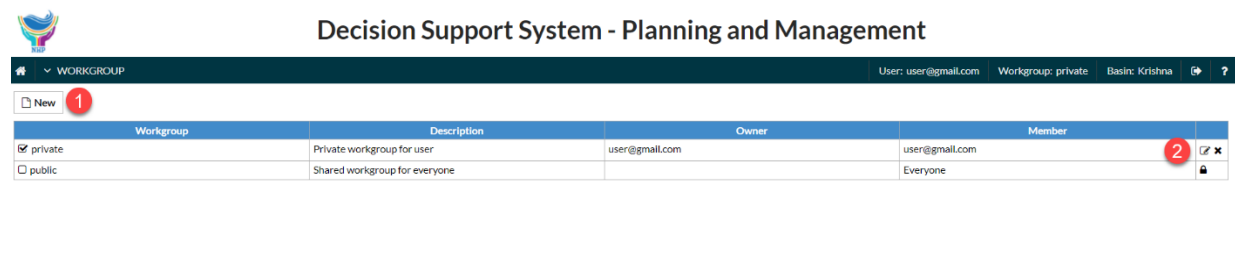 NHP
Decision Support System - Planning and Management
WORKGROUP User: user@gmail.com Workgroup: private Basin: Krishna ?
New 1
Workgroup Description Owner Member
private Private workgroup for user user@gmail.com user@gmail.com 2
public Shared workgroup for everyone Everyone